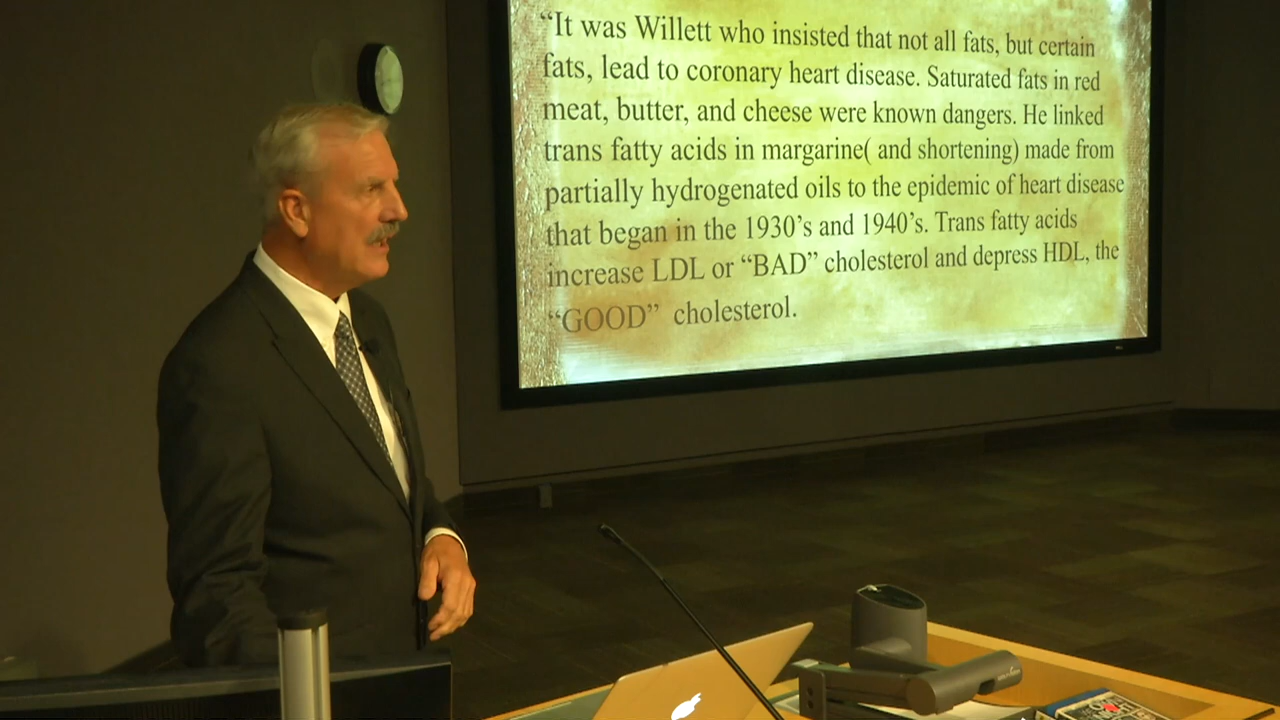 “It was Willett who insisted that not all fats, but certain
fats, lead to coronary heart disease. Saturated fats in red
meat, butter, and cheese were known dangers. He linked
trans fatty acids in margarine( and shortening) made from
partially hydrogenated oils to the epidemic of heart disease
that began in the 1930’s and 1940’s. Trans fatty acids
increase LDL or “BAD” cholesterol and depress HDL, the
“GOOD” cholesterol.